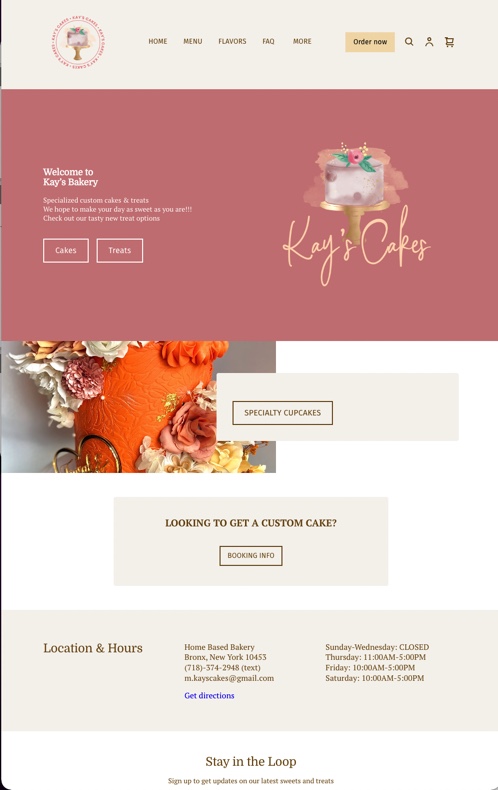 KAY'S CAKES • KAY'S CAKES • KAY'S CAKES • KAY'S CAKES
HOME MENU FLAVORS FAQ MORE Order now
Welcome to
Kay's Bakery
Specialized custom cakes & treats
We hope to make your day as sweet as you are!!!
Check out our tasty new treat options
Cakes Treats
Kay's Cakes
SPECIALTY CUPCAKES
LOOKING TO GET A CUSTOM CAKE?
BOOKING INFO
Location & Hours
Home Based Bakery
Bronx, New York 10453
(718)-374-2948 (text)
m.kayscakes@gmail.com
Get directions
Sunday-Wednesday: CLOSED
Thursday: 11:00AM-5:00PM
Friday: 10:00AM-5:00PM
Saturday: 10:00AM-5:00PM
Stay in the Loop
Sign up to get updates on our latest sweets and treats